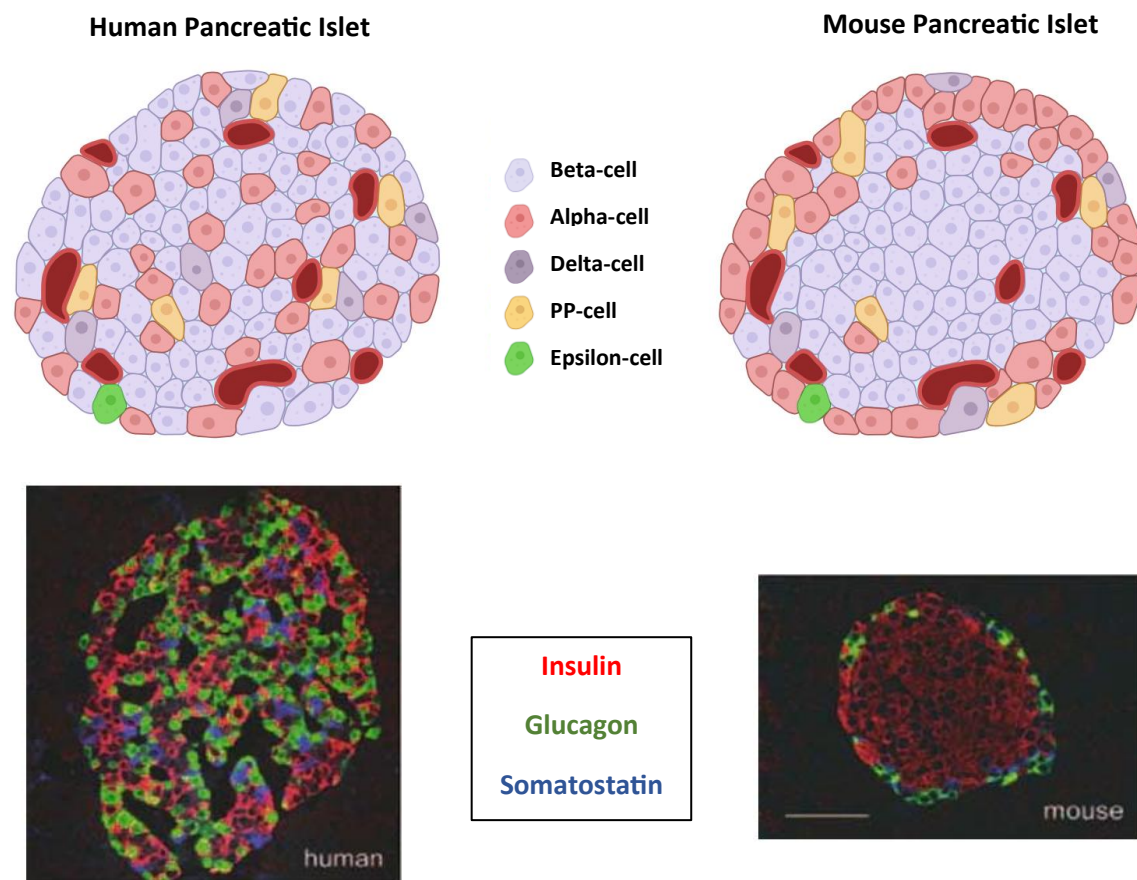 Human Pancreatic Islet
Mouse Pancreatic Islet
Beta-cell
Alpha-cell
Delta-cell
PP-cell
Epsilon-cell
Insulin
Glucagon
Somatostatin
human
mouse